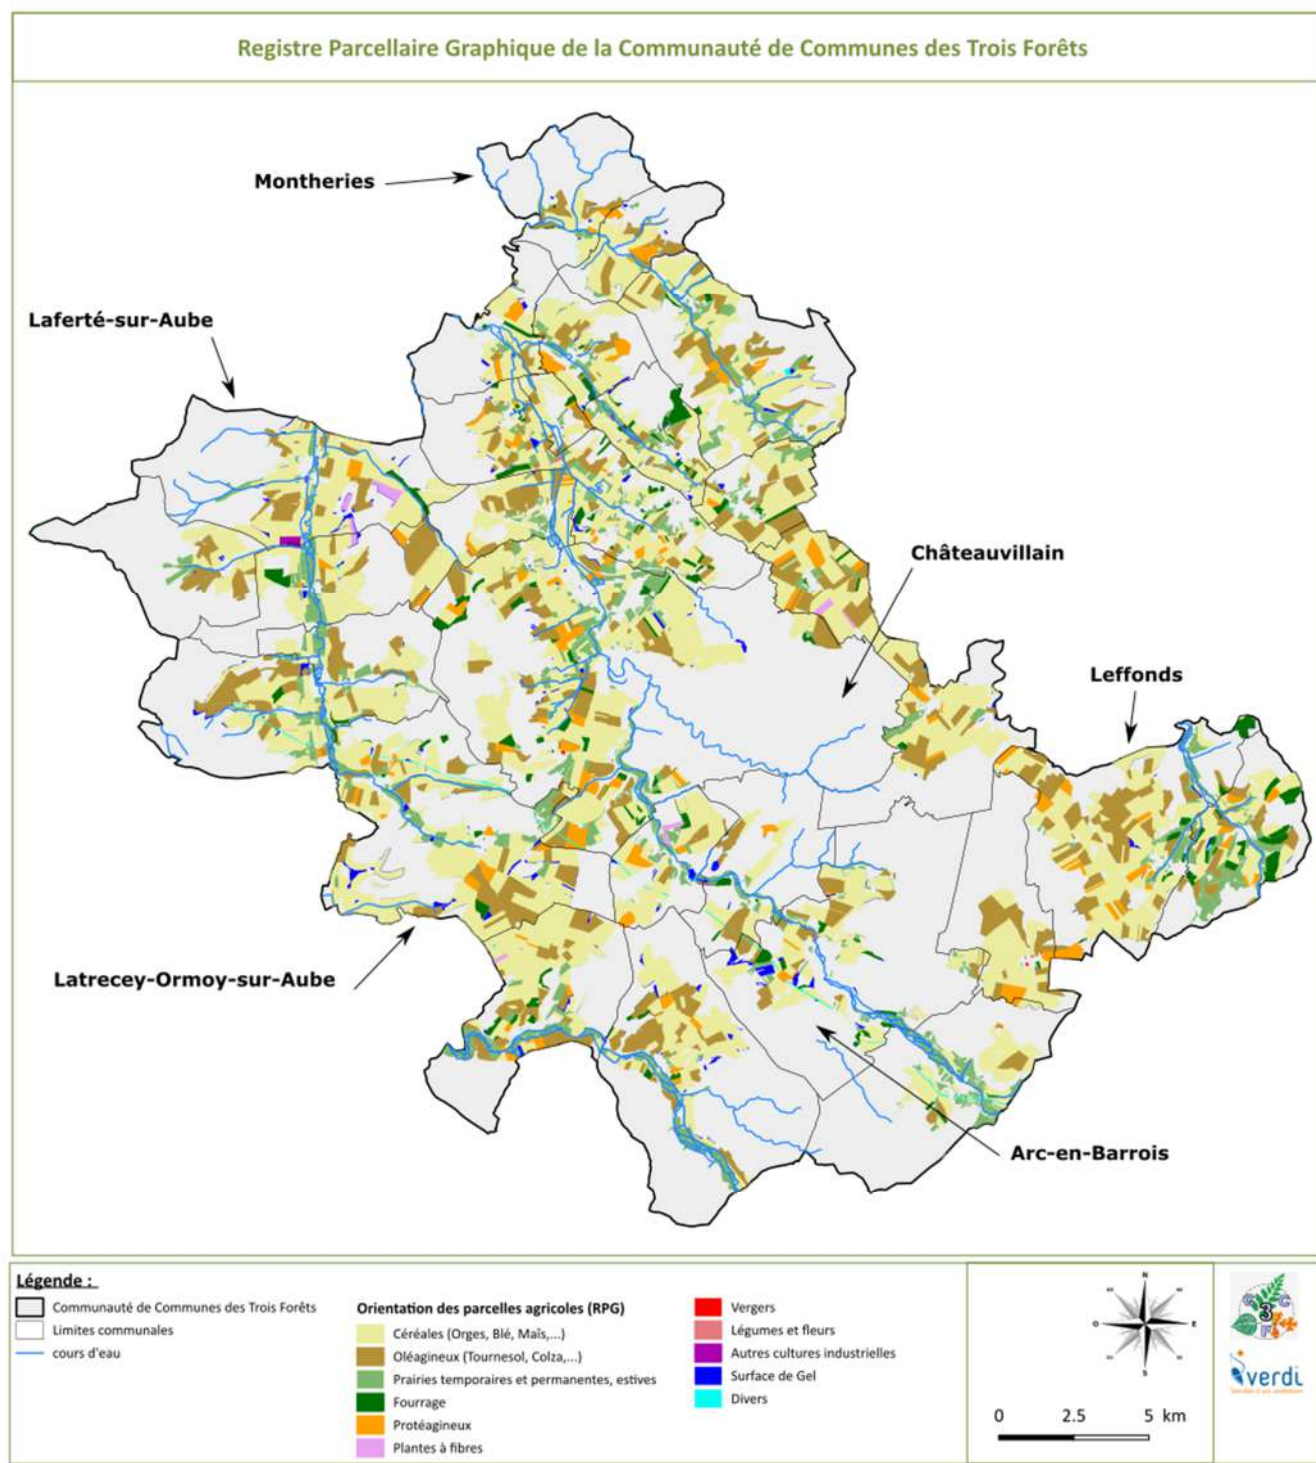 Registre Parcellaire Graphique de la Communauté de Communes des Trois Forêts
Montheries
Laferté-sur-Aube
Châteauvillain
Leffonds
Latrecey-Ormoy-sur-Aube
Arc-en-Barrois
Légende :
Communauté de Communes des Trois Forêts
Limites communales
cours d'eau
Orientation des parcelles agricoles (RPG)
Céréales (Orges, Blé, Maîs,...)
Oléagineux (Tournesol, Colza,...)
Prairies temporaires et permanentes, estives
Fourrage
Protéagineux
Plantes à fibres
Vergers
Légumes et fleurs
Autres cultures industrielles
Surface de Gel
Divers
N
O
E
S
0 2.5 5 km
C 3 C
F
verdi